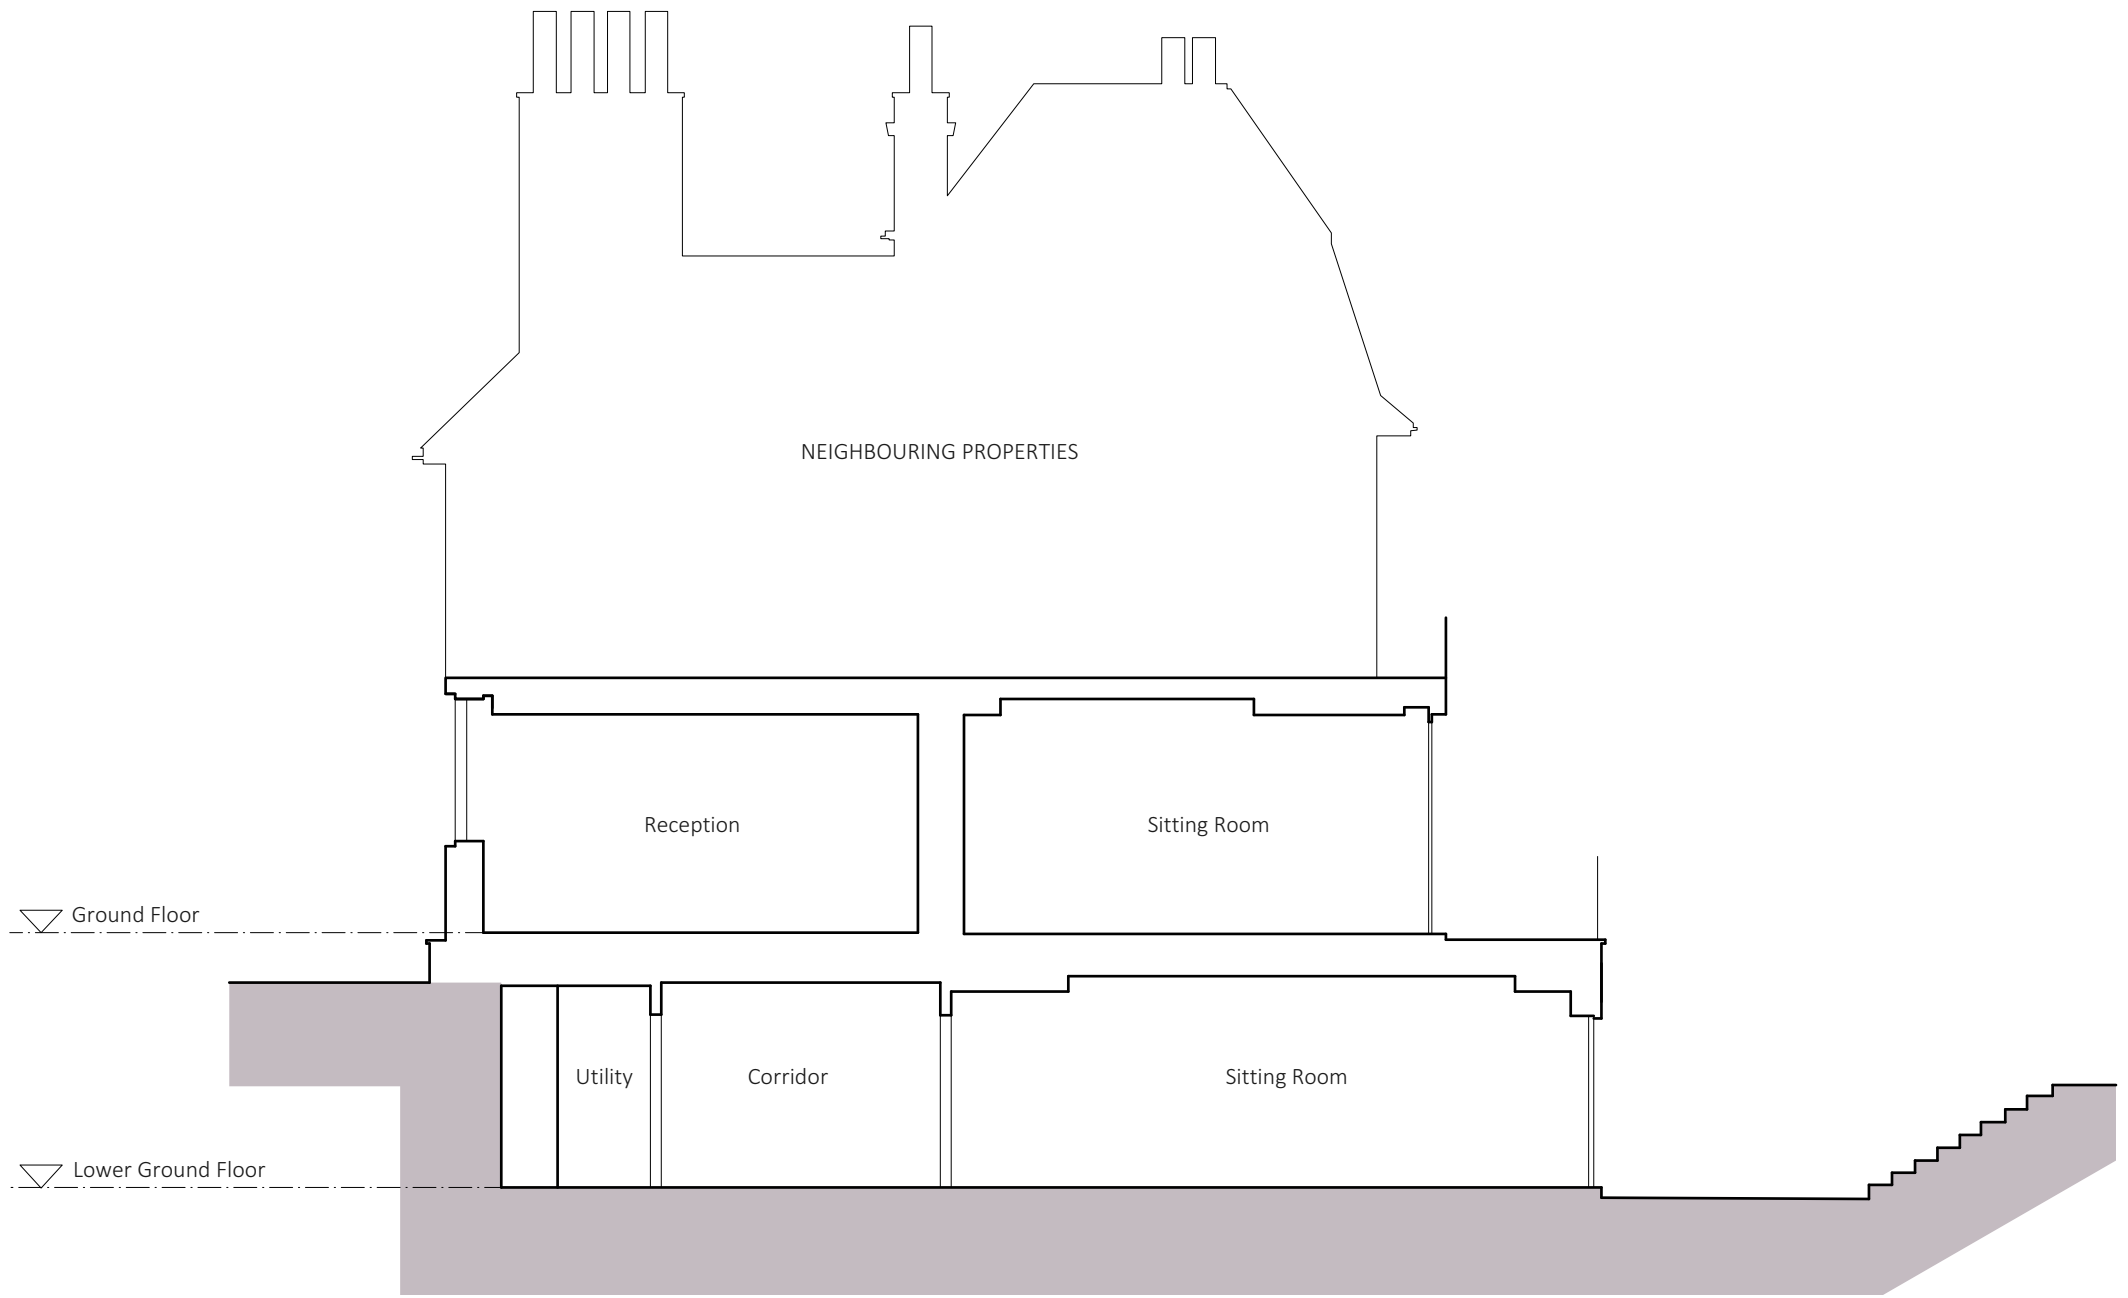 NEIGHBOURING PROPERTIES
Reception
Sitting Room
Ground Floor
Utility
Corridor
Sitting Room
Lower Ground Floor